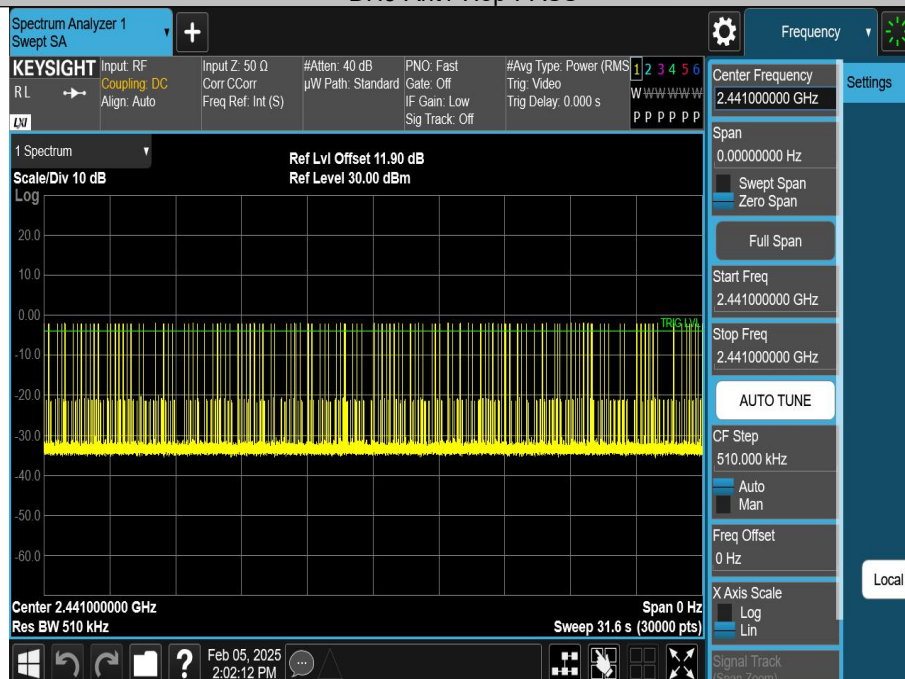 Spectrum Analyzer 1
Swept SA
Frequency
KEYSIGHT
RL
LXI
Input: RF
Coupling: DC
Align: Auto
Input Z: 50 Ω
Corr CCorr
Freq Ref: Int (S)
#Atten: 40 dB
µW Path: Standard
PNO: Fast
Gate: Off
IF Gain: Low
Sig Track: Off
#Avg Type: Power (RMS
Trig: Video
Trig Delay: 0.000 s
1 2 3 4 5 6
W W W W W W
P P P P P P
1 Spectrum
Scale/Div 10 dB
Ref Lvl Offset 11.90 dB
Ref Level 30.00 dBm
Log
20.0
10.0
0.00
TRIG LVL
-10.0
-20.0
-30.0
-40.0
-50.0
-60.0
Center 2.441000000 GHz
Span 0 Hz
Res BW 510 kHz
Sweep 31.6 s (30000 pts)
Feb 05, 2025
2:02:12 PM
Center Frequency
2.441000000 GHz
Settings
Span
0.00000000 Hz
Swept Span
Zero Span
Full Span
Start Freq
2.441000000 GHz
Stop Freq
2.441000000 GHz
AUTO TUNE
CF Step
510.000 kHz
Auto
Man
Freq Offset
0 Hz
Local
X Axis Scale
Log
Lin
Signal Track
(Span Zoom)